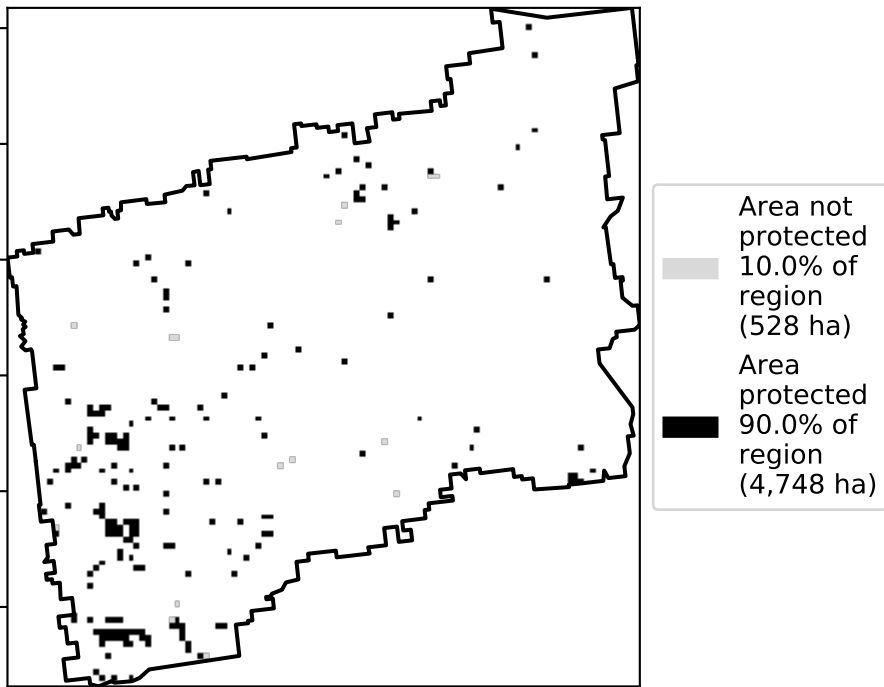 Area not
protected
10.0% of
region
(528 ha)
Area
protected
90.0% of
region
(4,748 ha)